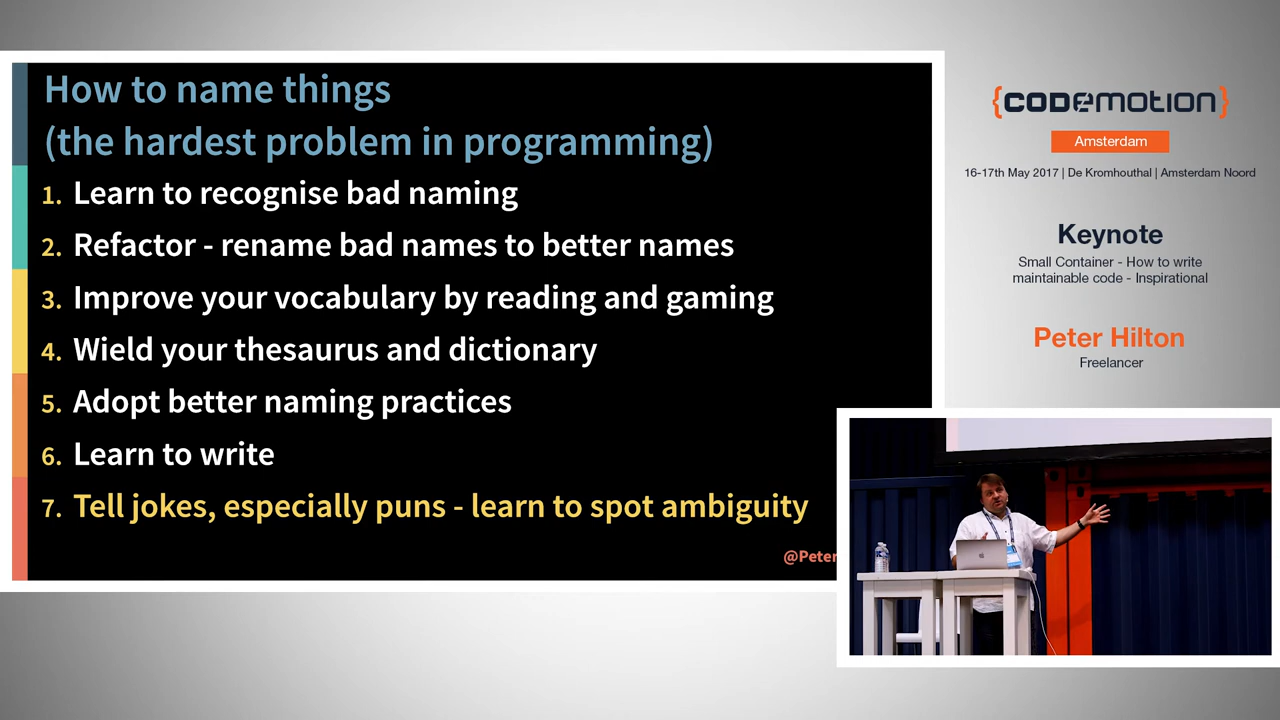 How to name things
(the hardest problem in programming)
1. Learn to recognise bad naming
2. Refactor - rename bad names to better names
3. Improve your vocabulary by reading and gaming
4. Wield your thesaurus and dictionary
5. Adopt better naming practices
6. Learn to write
7. Tell jokes, especially puns - learn to spot ambiguity
@Peter
{CODEMOTION}
Amsterdam
16-17th May 2017 | De Kromhouthal | Amsterdam Noord
Keynote
Small Container - How to write
maintainable code - Inspirational
Peter Hilton
Freelancer